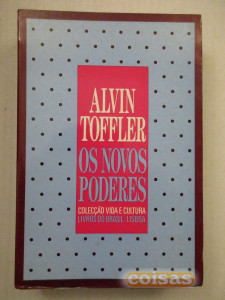 ALVIN
TOFFLER
OS NOVOS
PODERES
COLECÇÃO VIDA E CULTURA
LIVROS DO BRASIL LISBOA
coisas